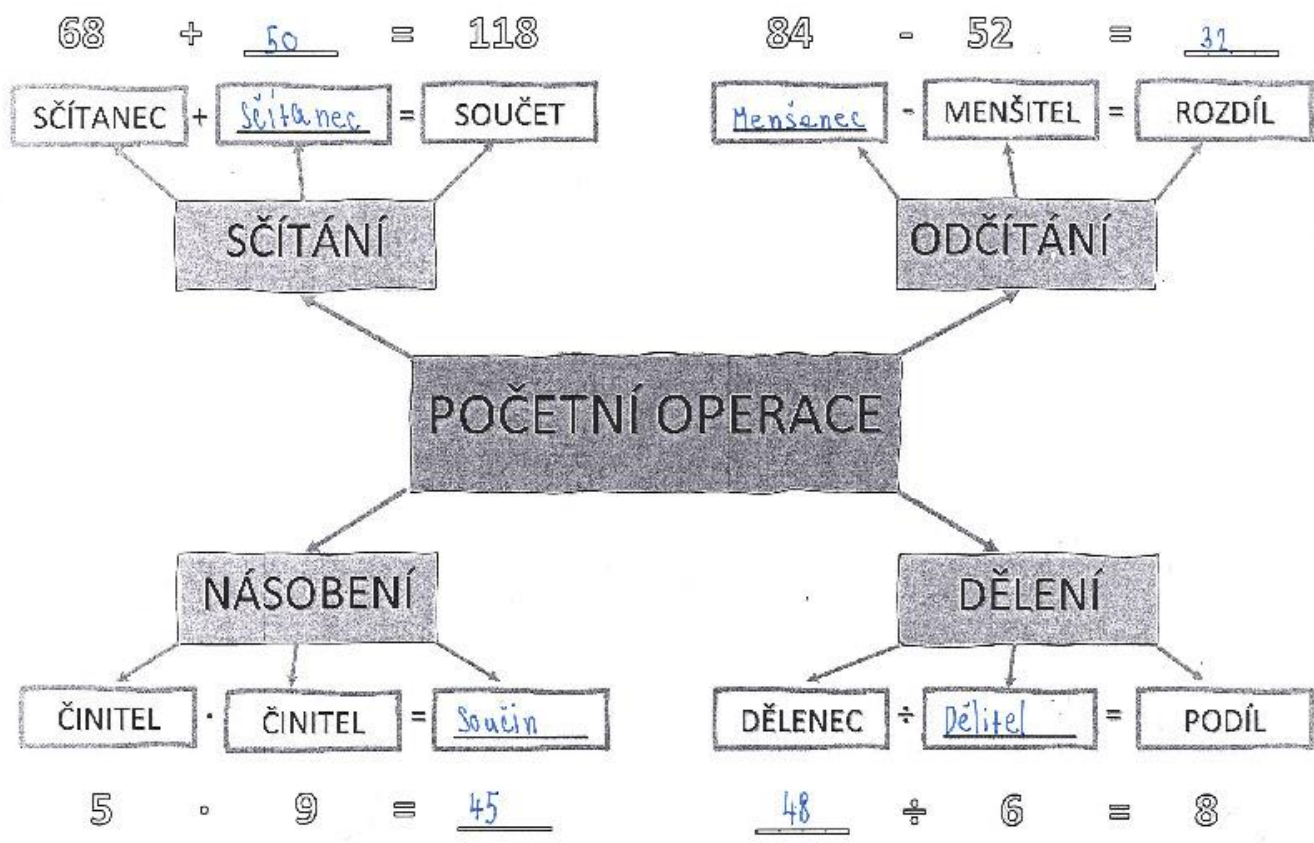 68 + 50 = 118
84 - 52 = 32
SČÍTANEC + Sčítanec = SOUČET
Menšenec - MENŠITEL = ROZDÍL
SČÍTÁNÍ
ODČÍTÁNÍ
POČETNÍ OPERACE
NÁSOBENÍ
DĚLENÍ
ČINITEL · ČINITEL = Součin
DĚLENEC ÷ Dělitel = PODÍL
5 · 9 = 45
48 ÷ 6 = 8